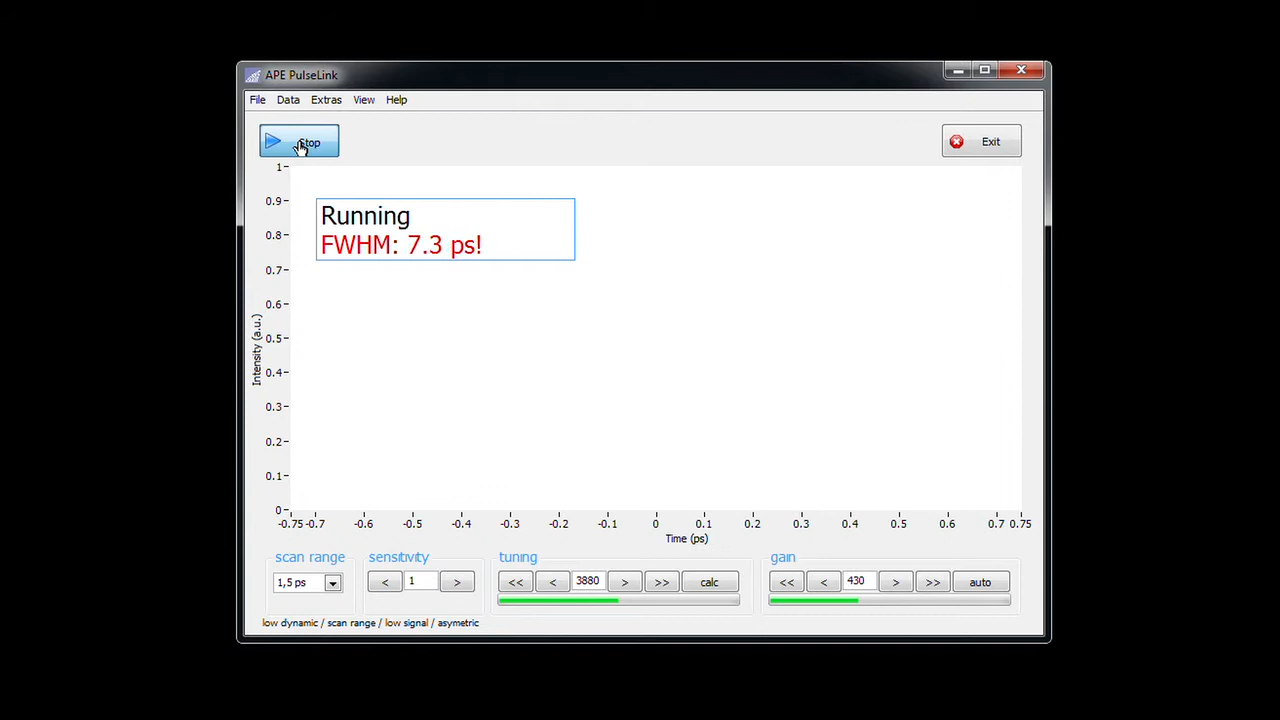 APE PulseLink
File Data Extras View Help
Stop
Exit
Running
FWHM: 7.3 ps!
Intensity (a.u.)
1
0.9
0.8
0.7
0.6
0.5
0.4
0.3
0.2
0.1
0
-0.75 -0.7 -0.6 -0.5 -0.4 -0.3 -0.2 -0.1 0 0.1 0.2 0.3 0.4 0.5 0.6 0.7 0.75
Time (ps)
scan range sensitivity tuning gain
1,5 ps < 1 > << < 3880 > >> calc << < 430 > >> auto
low dynamic / scan range / low signal / asymetric